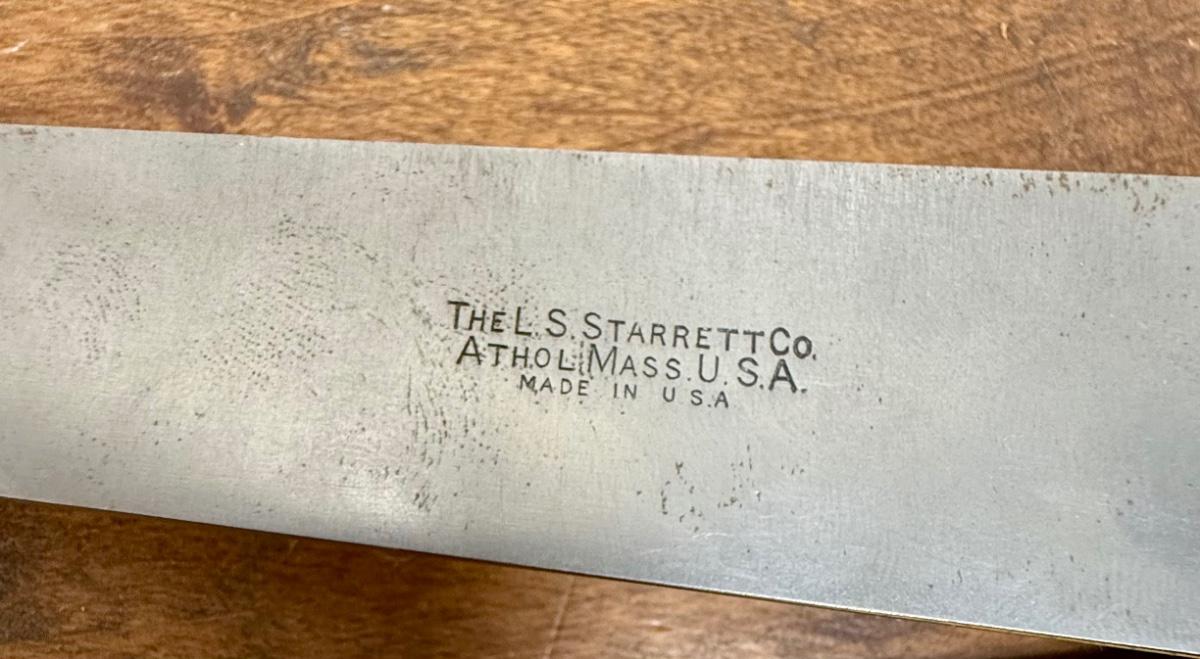 THE L.S. STARRETT CO.
ATHOL, MASS. U.S.A.
MADE IN U.S.A